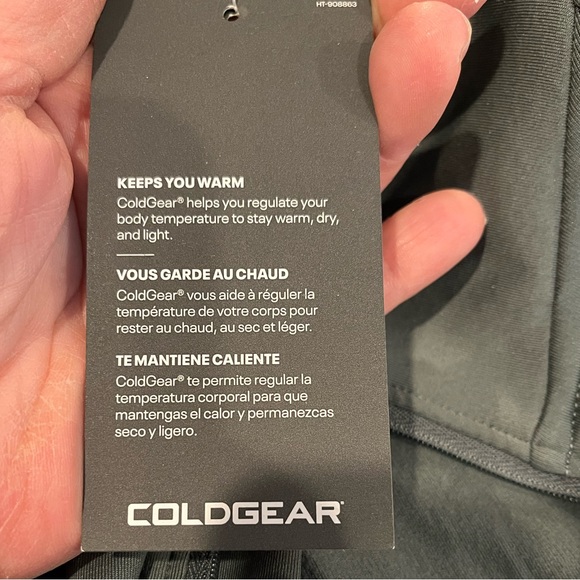 HT-908863
KEEPS YOU WARM
ColdGear® helps you regulate your
body temperature to stay warm, dry,
and light.
VOUS GARDE AU CHAUD
ColdGear® vous aide à réguler la
température de votre corps pour
rester au chaud, au sec et léger.
TE MANTIENE CALIENTE
ColdGear® te permite regular la
temperatura corporal para que
mantengas el calor y permanezcas
seco y ligero.
COLDGEAR